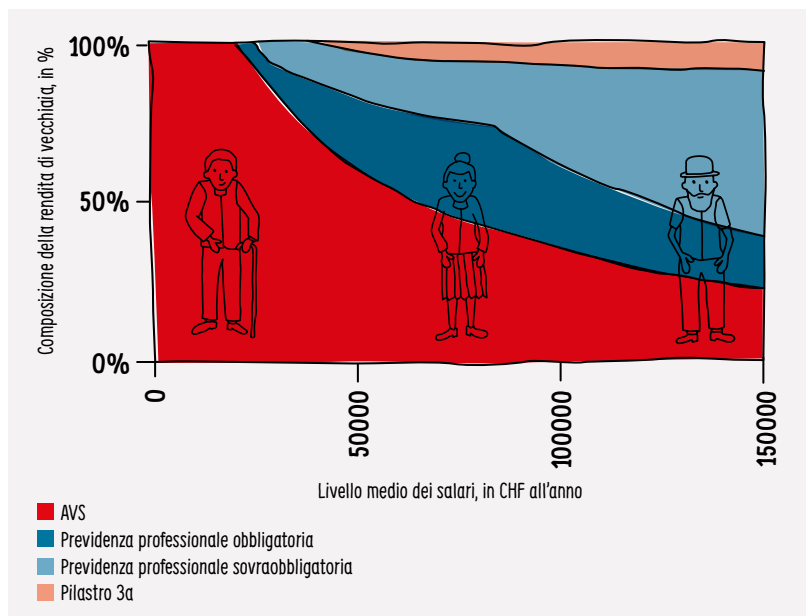 Composizione della rendita di vecchiaia, in %
100%
50%
0%
0
50000
100000
150000
Livello medio dei salari, in CHF all'anno
AVS
Previdenza professionale obbligatoria
Previdenza professionale sovraobbligatoria
Pilastro 3a